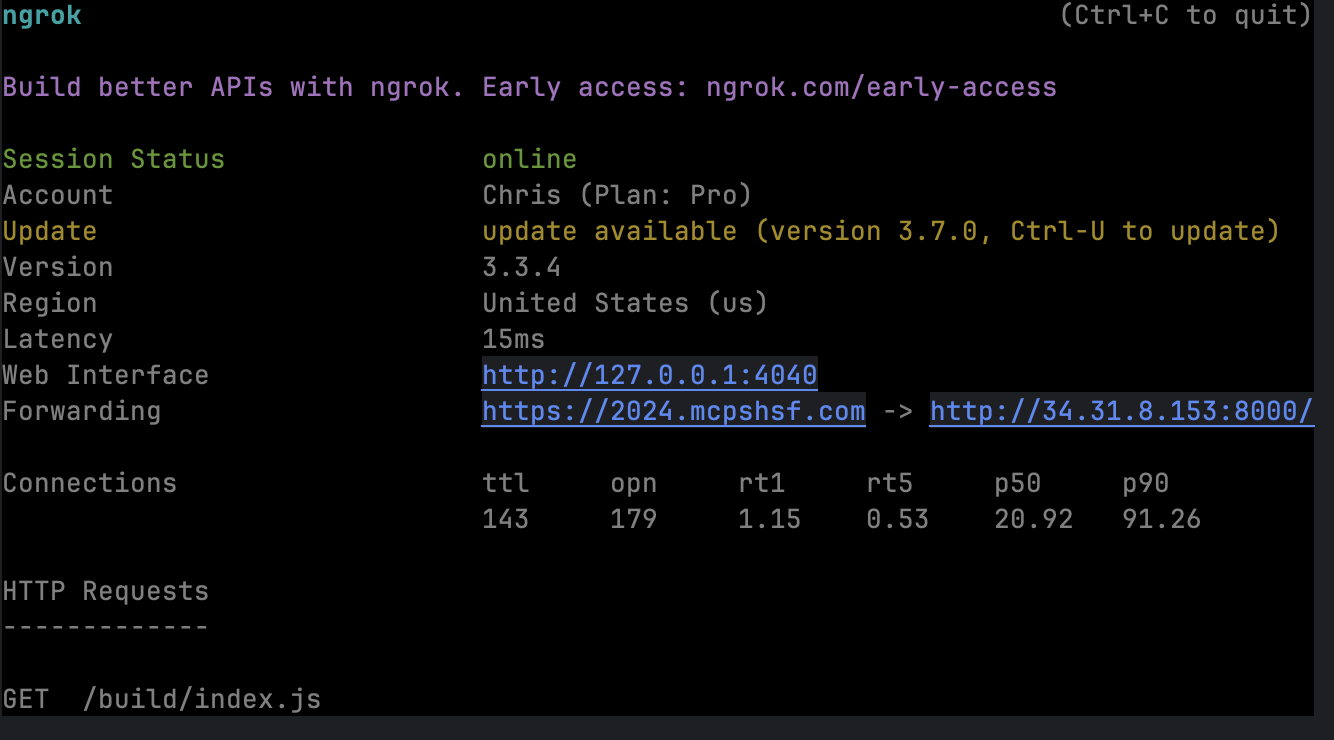 ngrok (Ctrl+C to quit)
Build better APIs with ngrok. Early access: ngrok.com/early-access
Session Status online
Account Chris (Plan: Pro)
Update update available (version 3.7.0, Ctrl-U to update)
Version 3.3.4
Region United States (us)
Latency 15ms
Web Interface http://127.0.0.1:4040
Forwarding https://2024.mcpshsf.com -> http://34.31.8.153:8000/
Connections ttl opn rt1 rt5 p50 p90
143 179 1.15 0.53 20.92 91.26
HTTP Requests
-------------
GET /build/index.js